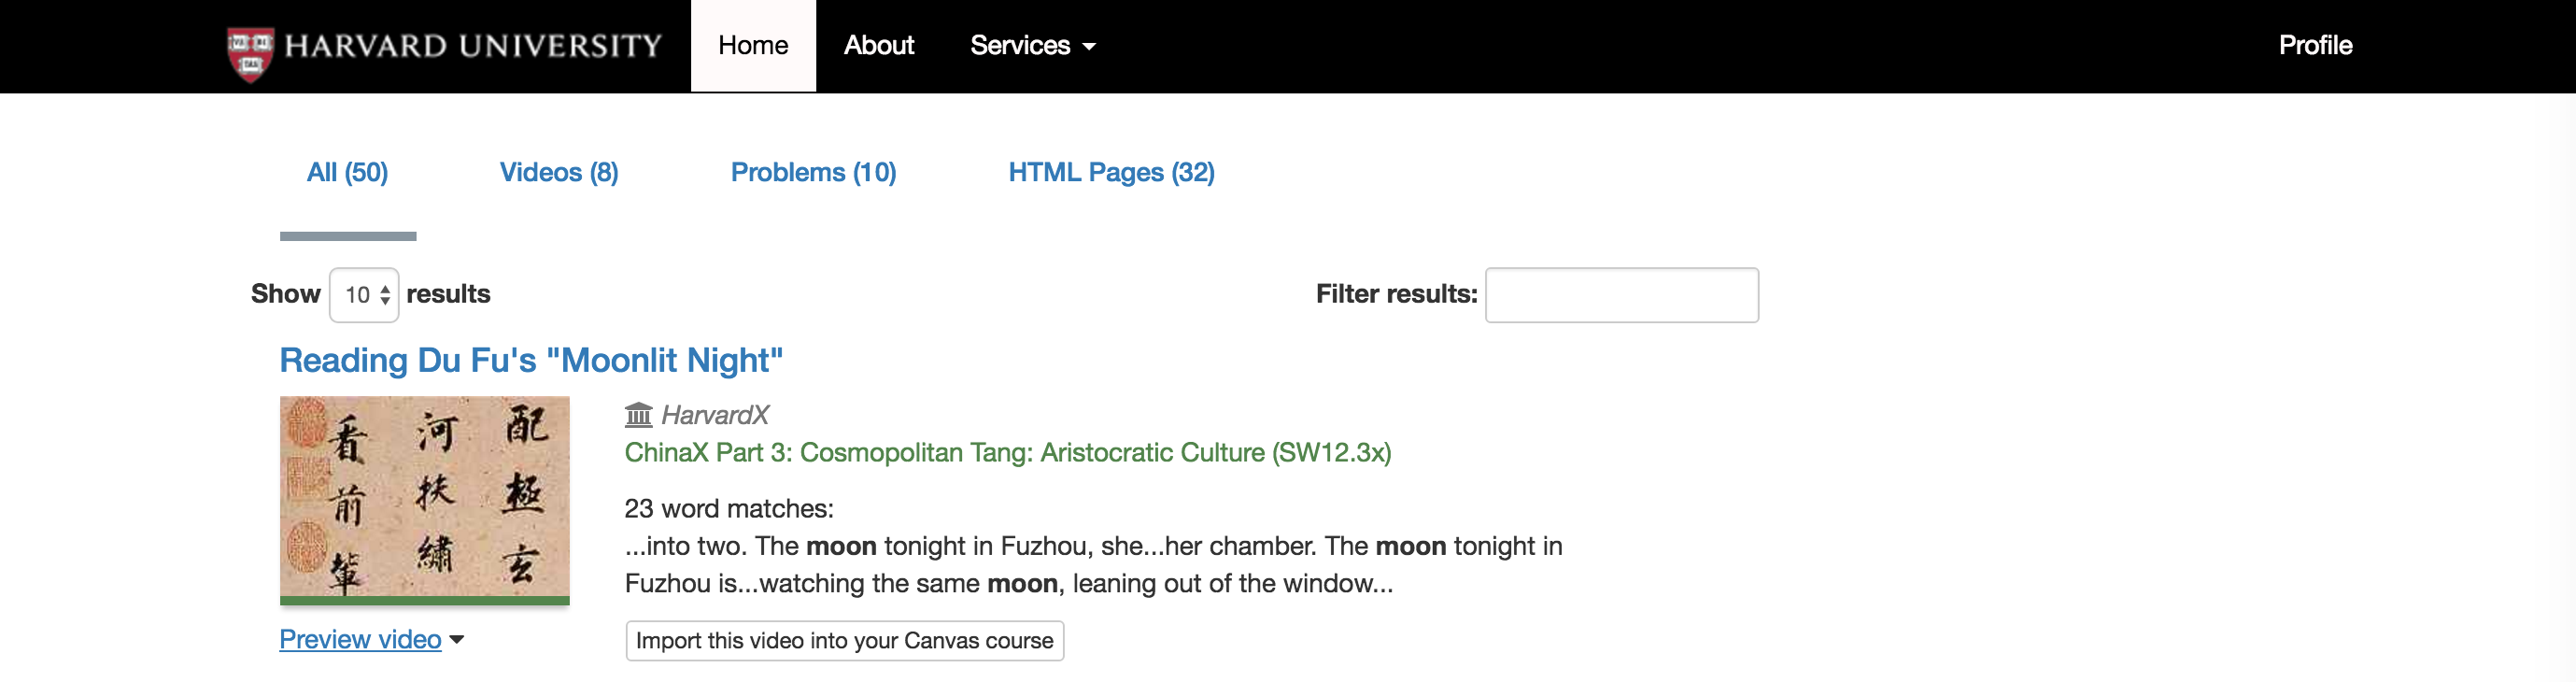 HARVARD UNIVERSITY
Home
About
Services
Profile
All (50)
Videos (8)
Problems (10)
HTML Pages (32)
Show 10 results
Filter results:
Reading Du Fu's "Moonlit Night"
配極玄
河扶繡
看前輩
HarvardX
ChinaX Part 3: Cosmopolitan Tang: Aristocratic Culture (SW12.3x)
23 word matches:
...into two. The moon tonight in Fuzhou, she...her chamber. The moon tonight in
Fuzhou is...watching the same moon, leaning out of the window...
Preview video
Import this video into your Canvas course